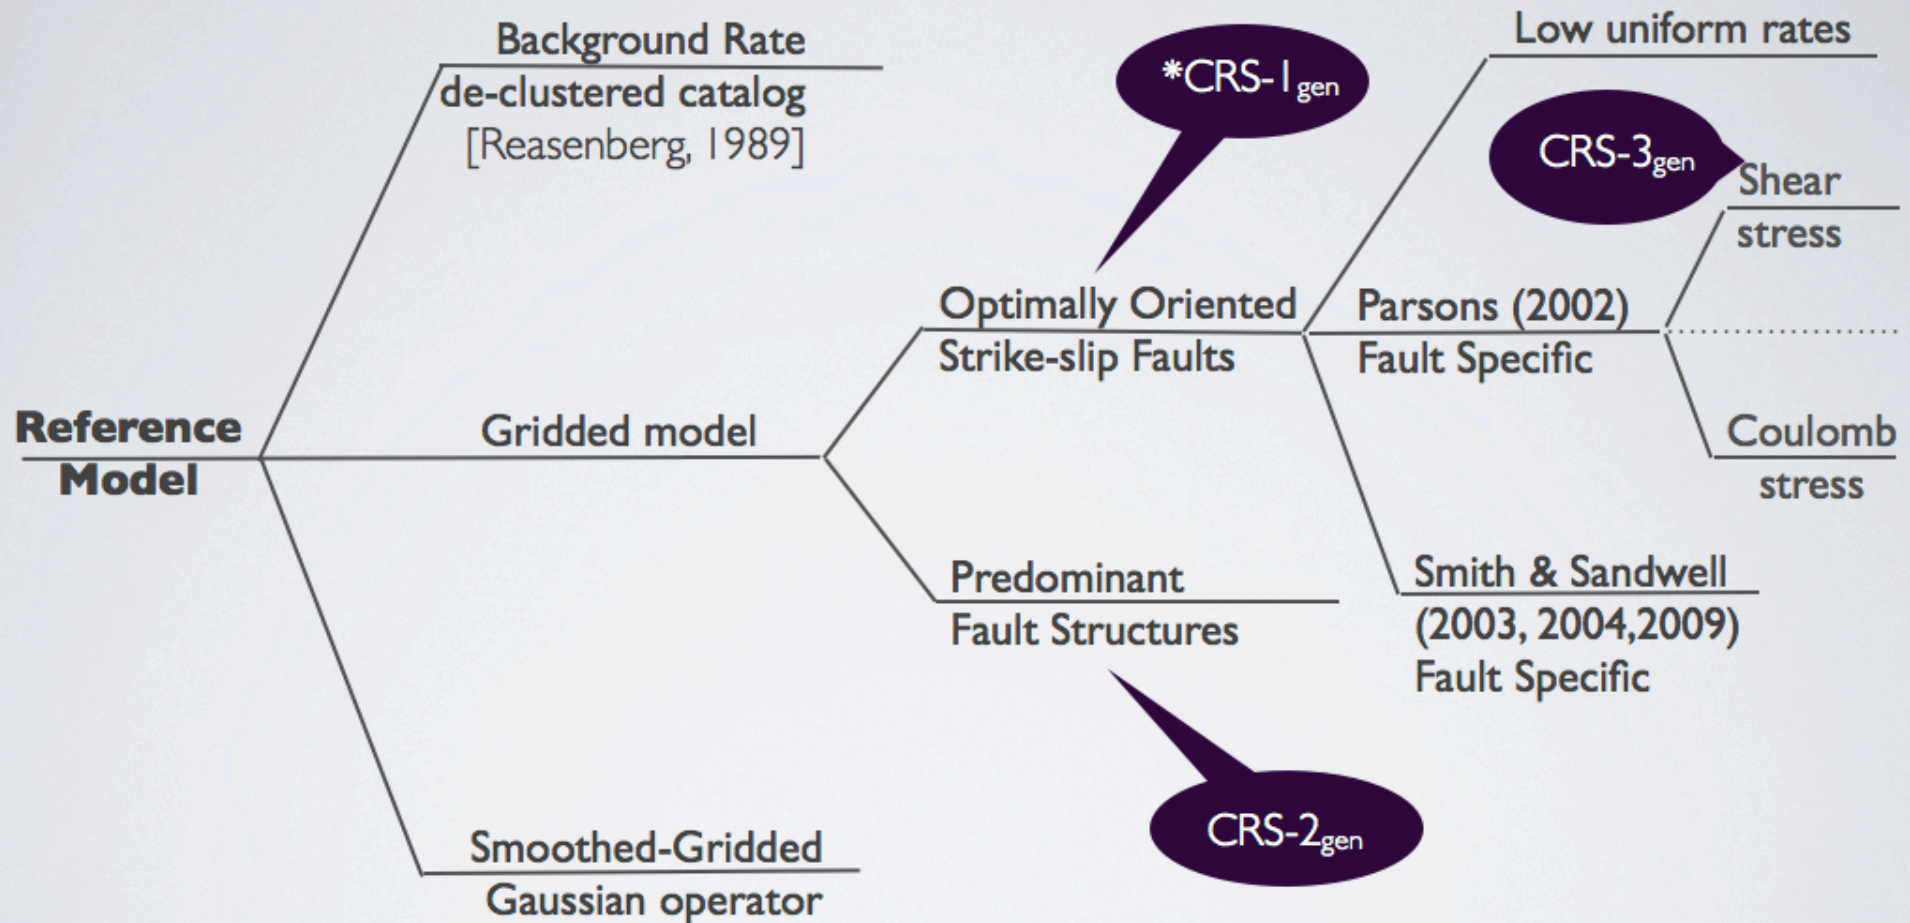 Background Rate
de-clustered catalog
[Reasenberg, 1989]
*CRS-1gen
Low uniform rates
CRS-3gen
Shear
stress
Optimally Oriented
Strike-slip Faults
Parsons (2002)
Fault Specific
Reference
Model
Gridded model
Coulomb
stress
Predominant
Fault Structures
Smith & Sandwell
(2003, 2004,2009)
Fault Specific
CRS-2gen
Smoothed-Gridded
Gaussian operator